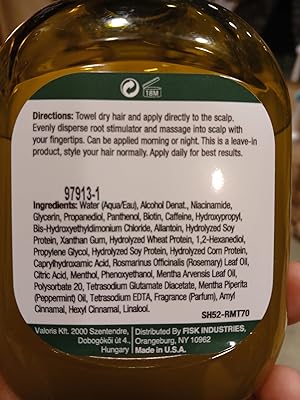 18M
Directions: Towel dry hair and apply directly to the scalp.
Evenly disperse root stimulator and massage into scalp with
your fingertips. Can be applied morning or night. This is a leave-in
product, style your hair normally. Apply daily for best results.
97913-1
Ingredients: Water (Aqua/Eau), Alcohol Denat., Niacinamide,
Glycerin, Propanediol, Panthenol, Biotin, Caffeine, Hydroxypropyl,
Bis-Hydroxyethyldimonium Chloride, Allantoin, Hydrolyzed Soy
Protein, Xanthan Gum, Hydrolyzed Wheat Protein, 1,2-Hexanediol,
Propylene Glycol, Hydrolyzed Soy Protein, Hydrolyzed Corn Protein,
Caprylhydroxamic Acid, Rosmarinus Officinalis (Rosemary) Leaf Oil,
Citric Acid, Menthol, Phenoxyethanol, Mentha Arvensis Leaf Oil,
Polysorbate 20, Tetrasodium Glutamate Diacetate, Mentha Piperita
(Peppermint) Oil, Tetrasodium EDTA, Fragrance (Parfum), Amyl
Cinnamal, Hexyl Cinnamal, Linalool.
SH52-RMT70
Valoris Kft. 2000 Szentendre,
Dobogókői út 4.,
Hungary
Distributed By FISK INDUSTRIES,
Orangeburg, NY 10962
Made in U.S.A.